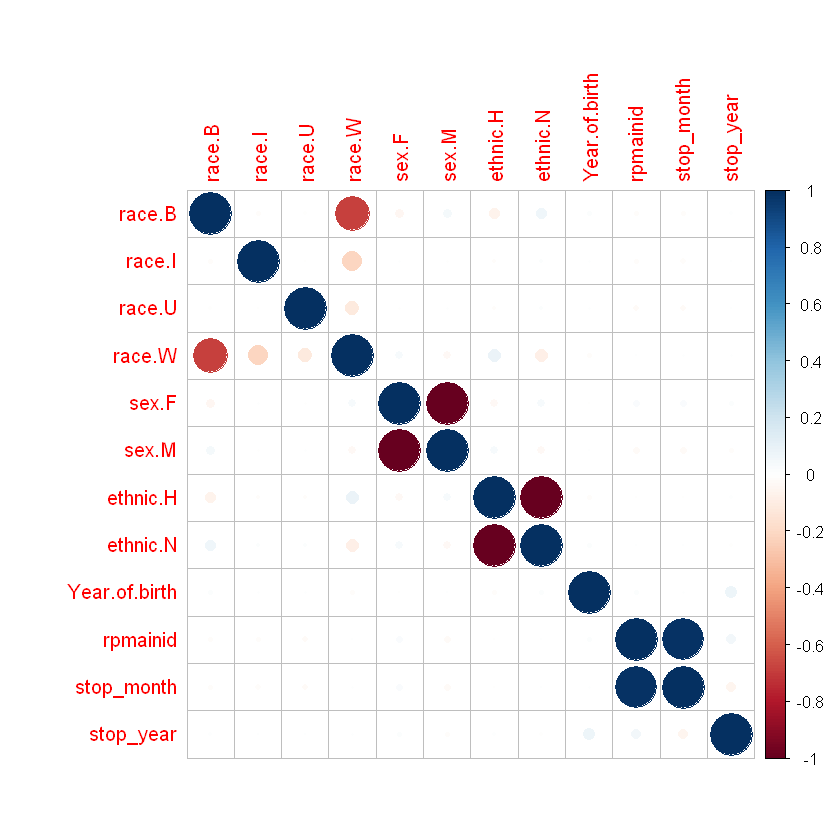 race.B
race.I
race.U
race.W
sex.F
sex.M
ethnic.H
ethnic.N
Year.of.birth
rpmainid
stop_month
stop_year
race.B
race.I
race.U
race.W
sex.F
sex.M
ethnic.H
ethnic.N
Year.of.birth
rpmainid
stop_month
stop_year
1
0.8
0.6
0.4
0.2
0
-0.2
-0.4
-0.6
-0.8
-1